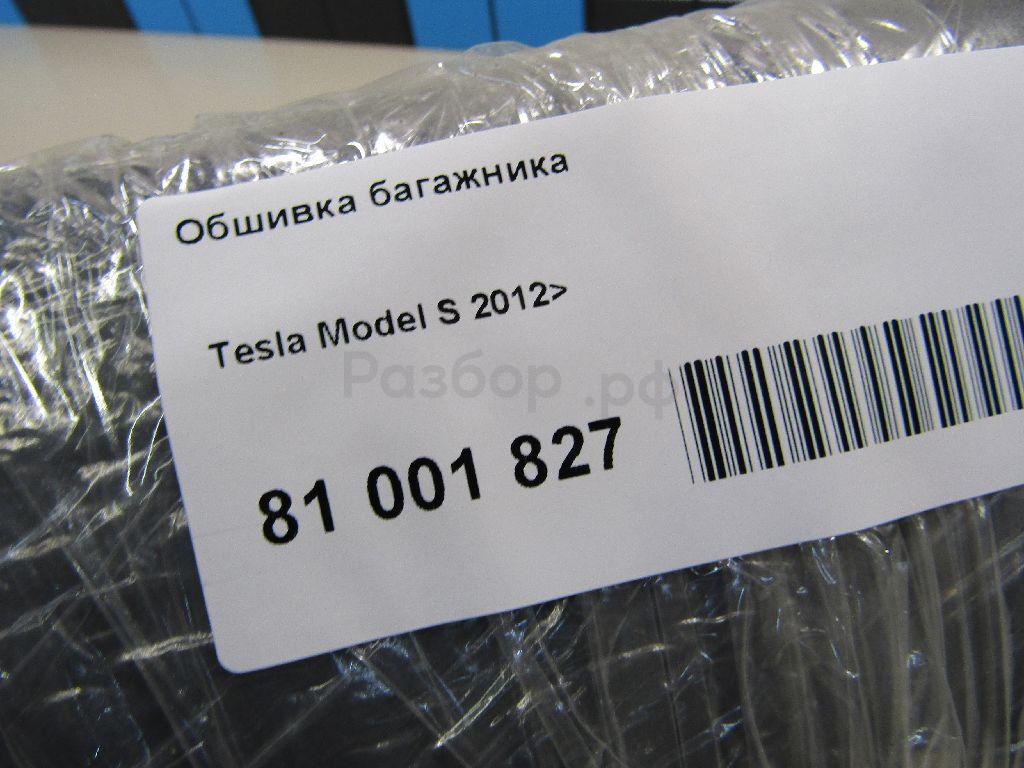 Обшивка багажника
Tesla Model S 2012>
Разбор.рф
81 001 827